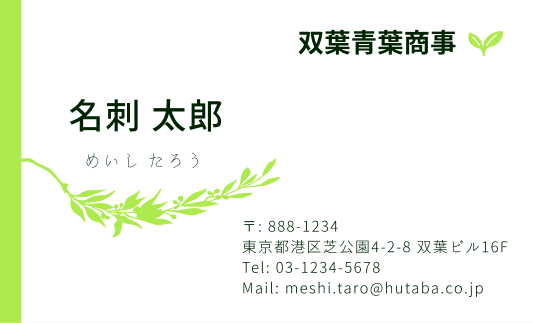 双葉青葉商事
名刺 太郎
めいし たろう
〒: 888-1234
東京都港区芝公園4-2-8 双葉ビル16F
Tel: 03-1234-5678
Mail: meshi.taro@hutaba.co.jp